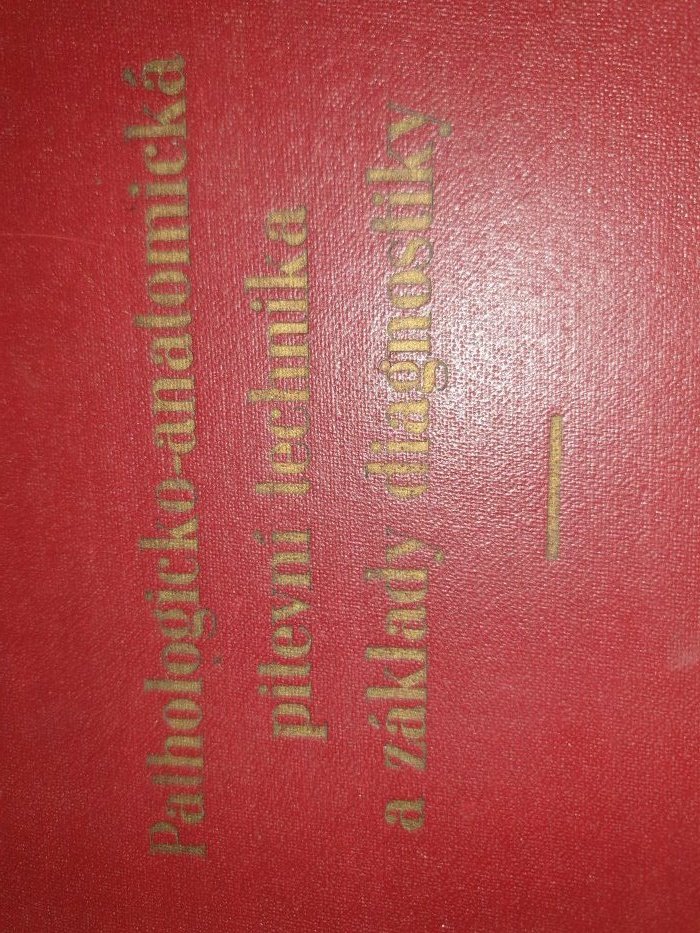 Pathologicko-anatomická
pitevní technika
a základy diagnostiky